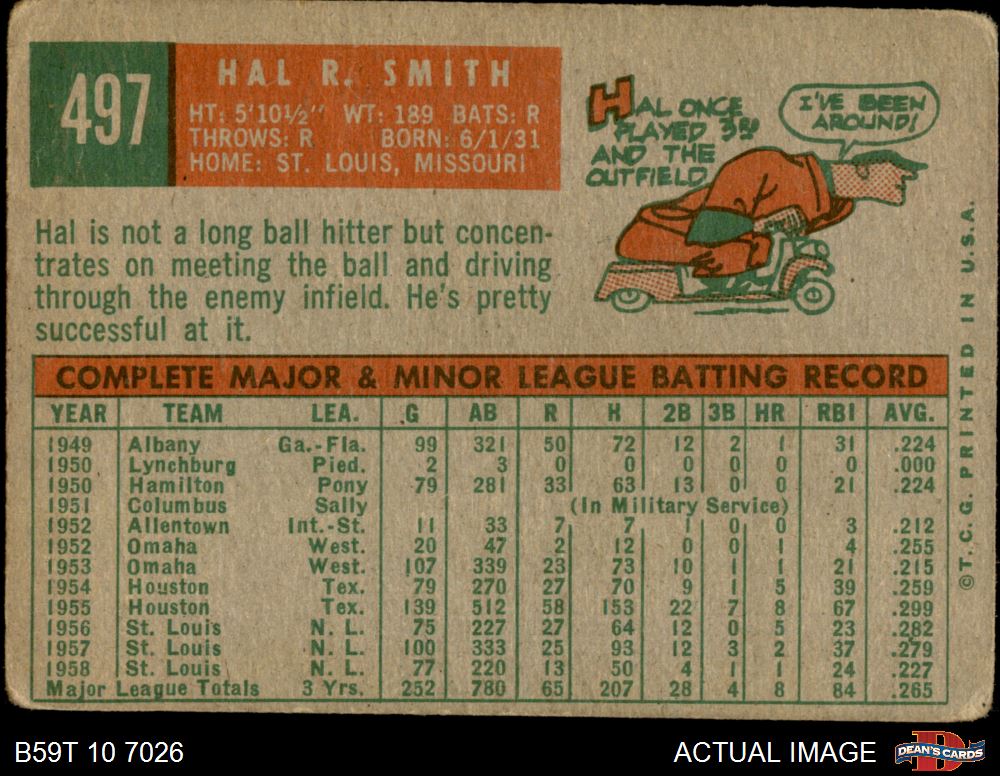 497
HAL R. SMITH
HT: 5'10½" WT: 189 BATS: R
THROWS: R BORN: 6/1/31
HOME: ST. LOUIS, MISSOURI
HAL ONCE
PLAYED 3RD
AND THE
OUTFIELD
I'VE BEEN
AROUND!
Hal is not a long ball hitter but concen-
trates on meeting the ball and driving
through the enemy infield. He's pretty
successful at it.
COMPLETE MAJOR & MINOR LEAGUE BATTING RECORD
YEAR TEAM LEA. G AB R H 2B 3B HR RBI AVG.
1949 Albany Ga.-Fla. 99 321 50 72 12 2 1 31 .224
1950 Lynchburg Pied. 2 3 0 0 0 0 0 0 .000
1950 Hamilton Pony 79 281 33 63 13 0 0 21 .224
1951 Columbus Sally (In Military Service)
1952 Allentown Int.-St. 11 33 7 7 1 0 0 3 .212
1952 Omaha West. 20 47 2 12 0 0 1 4 .255
1953 Omaha West. 107 339 23 73 10 1 1 21 .215
1954 Houston Tex. 79 270 27 70 9 1 5 39 .259
1955 Houston Tex. 139 512 58 153 22 7 8 67 .299
1956 St. Louis N. L. 75 227 27 64 12 0 5 23 .282
1957 St. Louis N. L. 100 333 25 93 12 3 2 37 .279
1958 St. Louis N. L. 77 220 13 50 4 1 1 24 .227
Major League Totals 3 Yrs. 252 780 65 207 28 4 8 84 .265
©T. C. G. PRINTED IN U.S.A.
B59T 10 7026
ACTUAL IMAGE
DEAN'S CARDS